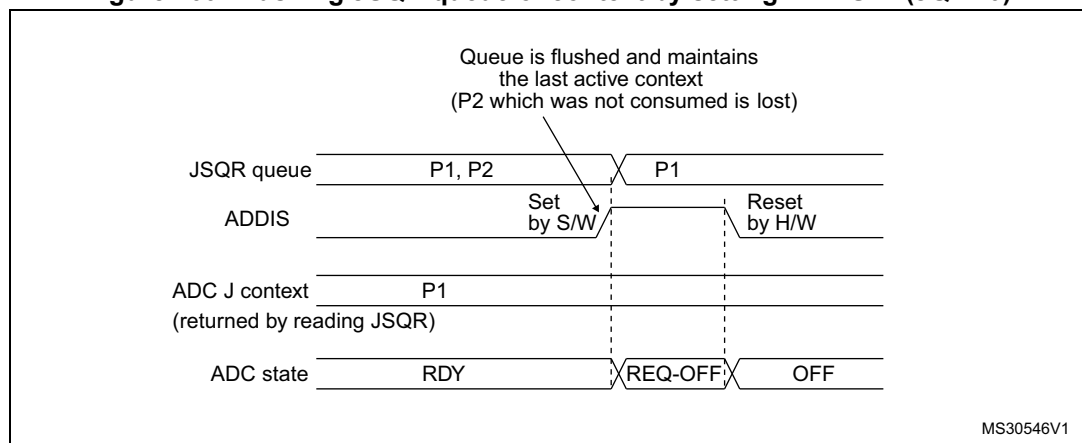 Queue is flushed and maintains
the last active context
(P2 which was not consumed is lost)
JSQR queue P1, P2 P1
Set Reset
ADDIS by S/W by H/W
ADC J context P1
(returned by reading JSQR)
ADC state RDY REQ-OFF OFF
MS30546V1